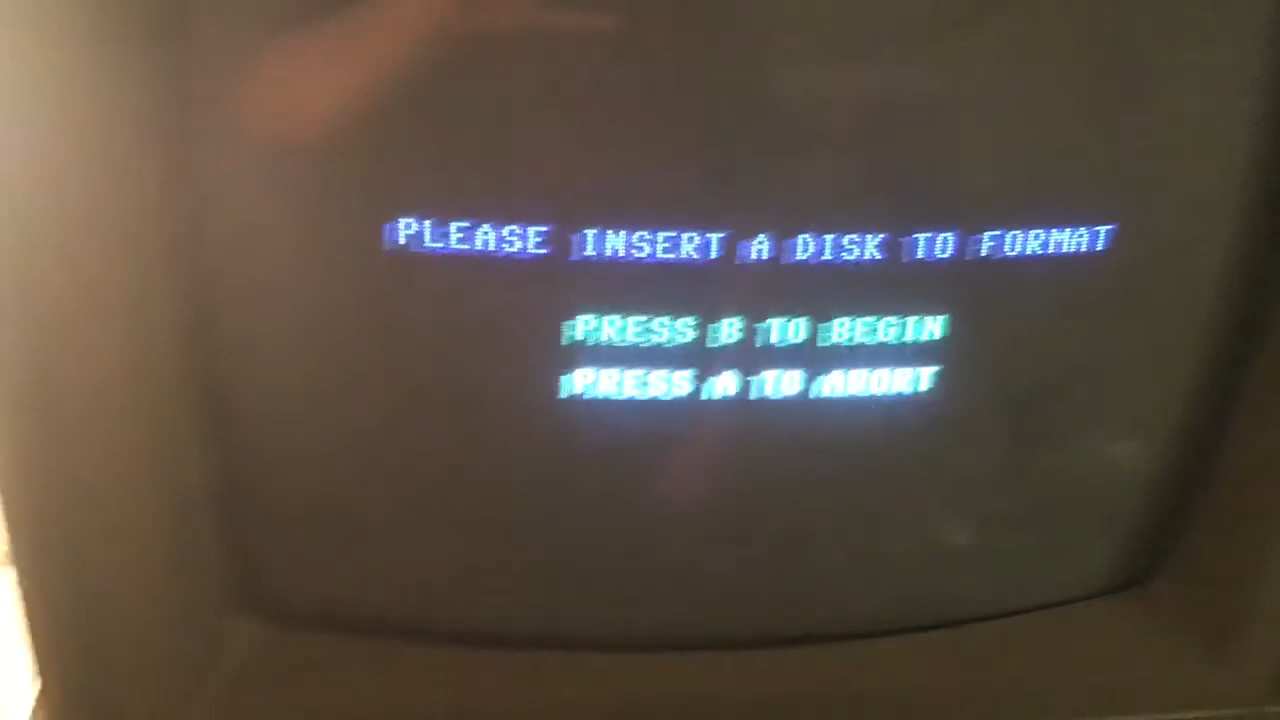 PLEASE INSERT A DISK TO FORMAT
PRESS B TO BEGIN
PRESS A TO ABORT